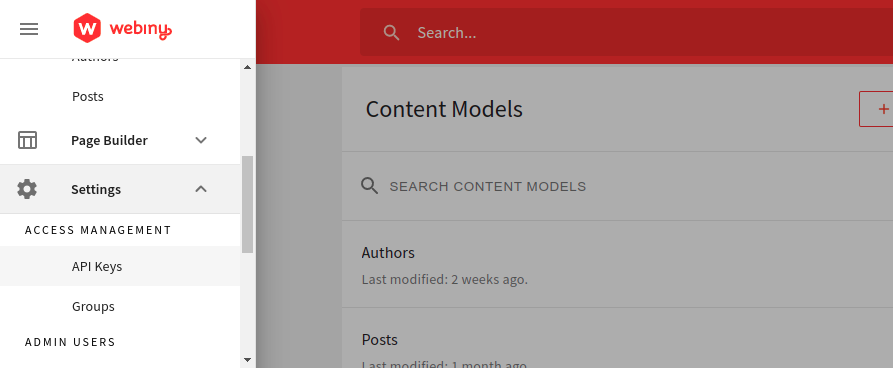 webiny
Search...
Authors
Posts
Page Builder
Settings
ACCESS MANAGEMENT
API Keys
Groups
ADMIN USERS
Content Models
+
SEARCH CONTENT MODELS
Authors
Last modified: 2 weeks ago.
Posts
Last modified: 1 month ago.